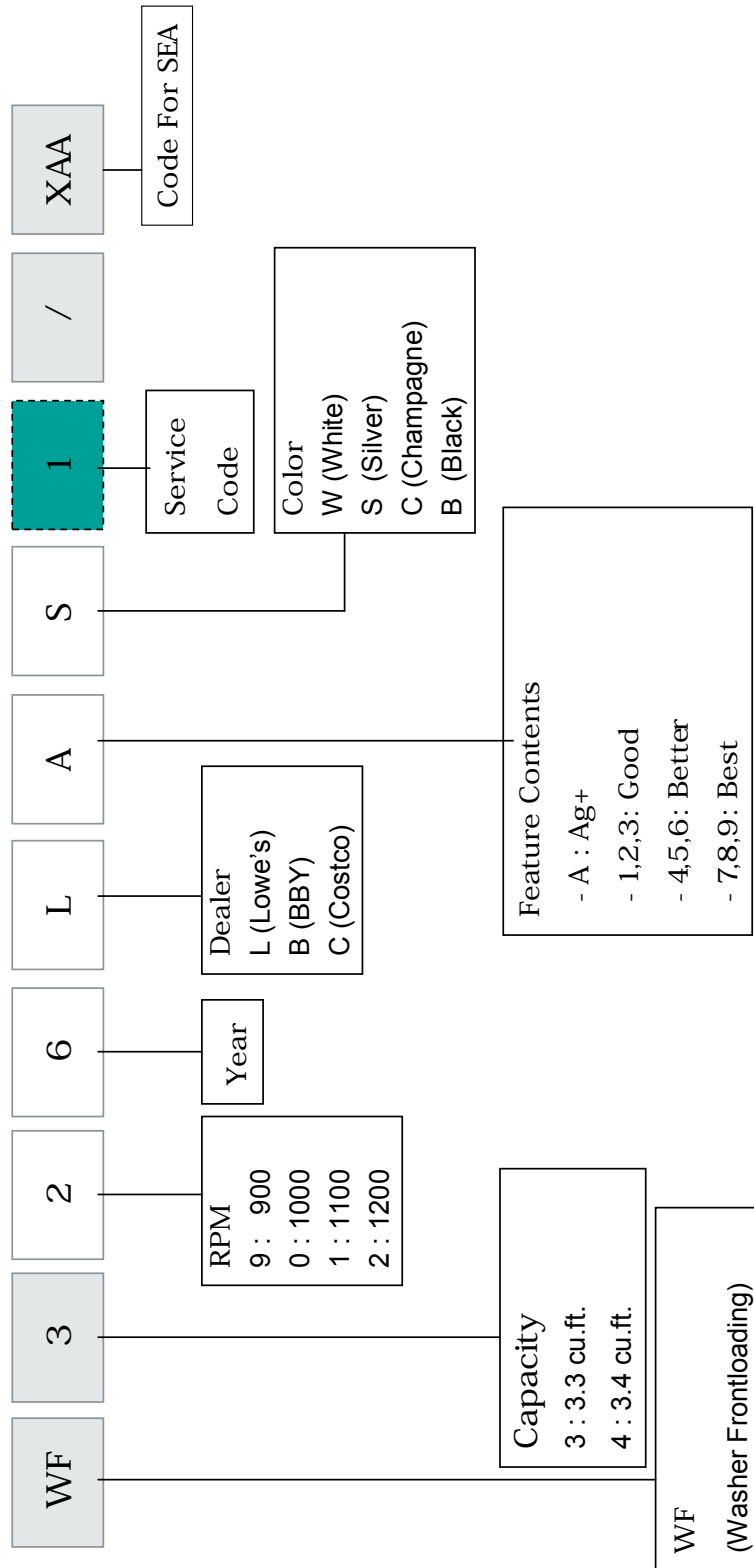 WF 3 2 6 L A S 1 / XAA
WF
(Washer Frontloading)
Capacity
3 : 3.3 cu.ft.
4 : 3.4 cu.ft.
RPM
9 : 900
0 : 1000
1 : 1100
2 : 1200
Year
Dealer
L (Lowe's)
B (BBY)
C (Costco)
Feature Contents
- A : Ag+
- 1,2,3: Good
- 4,5,6: Better
- 7,8,9: Best
Color
W (White)
S (Silver)
C (Champagne)
B (Black)
Service
Code
Code For SEA